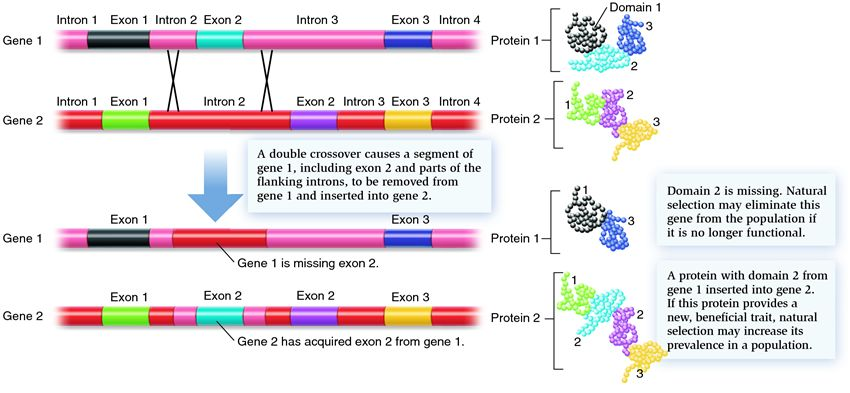 Intron 1 Exon 1 Intron 2 Exon 2 Intron 3 Exon 3 Intron 4
Gene 1
Intron 1 Exon 1 Intron 2 Exon 2 Intron 3 Exon 3 Intron 4
Gene 2
Protein 1
Domain 1
3
2
Protein 2
1
2
3
A double crossover causes a segment of
gene 1, including exon 2 and parts of the
flanking introns, to be removed from
gene 1 and inserted into gene 2.
Exon 1 Exon 3
Gene 1
Gene 1 is missing exon 2.
Protein 1
1
3
Domain 2 is missing. Natural
selection may eliminate this
gene from the population if
it is no longer functional.
Exon 1 Exon 2 Exon 2 Exon 3
Gene 2
Gene 2 has acquired exon 2 from gene 1.
Protein 2
1
2
2
3
A protein with domain 2 from
gene 1 inserted into gene 2.
If this protein provides a
new, beneficial trait, natural
selection may increase its
prevalence in a population.